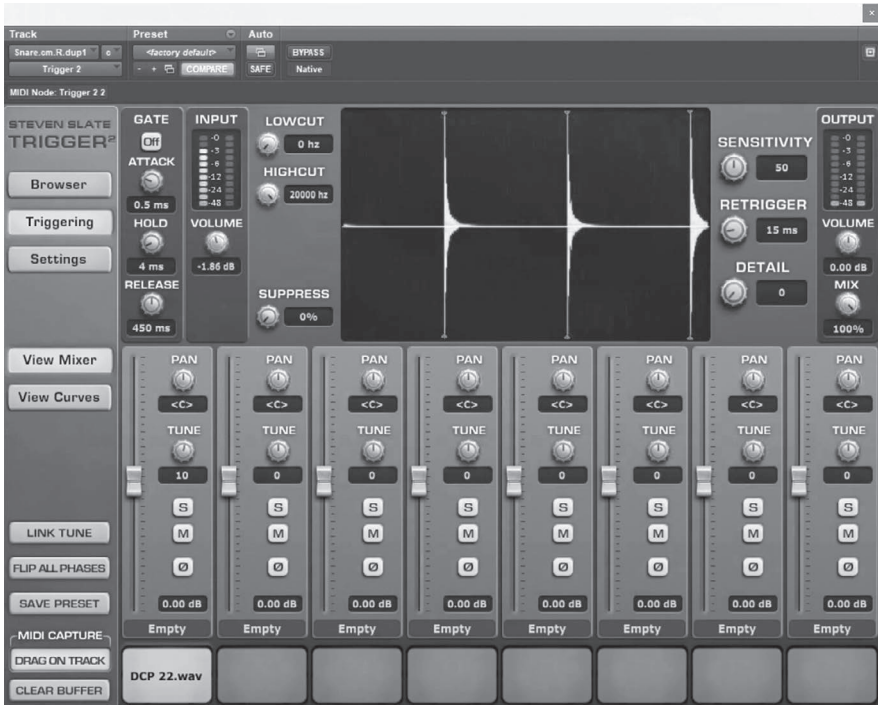 Track
Preset
Auto
Snare.cm.R.dup1 c
<factory default>
BYPASS
Trigger 2
- + COMPARE
SAFE
Native
MIDI Node: Trigger 2 2
STEVEN SLATE
TRIGGER²
Browser
Triggering
Settings
View Mixer
View Curves
LINK TUNE
FLIP ALL PHASES
SAVE PRESET
MIDI CAPTURE
DRAG ON TRACK
CLEAR BUFFER
GATE
Off
ATTACK
0.5 ms
HOLD
4 ms
RELEASE
450 ms
INPUT
-0
-3
-6
-12
-24
-48
VOLUME
-1.86 dB
LOWCUT
0 hz
HIGHCUT
20000 hz
SUPPRESS
0%
SENSITIVITY
50
RETRIGGER
15 ms
DETAIL
0
OUTPUT
-0
-3
-6
-12
-24
-48
VOLUME
0.00 dB
MIX
100%
PAN PAN PAN PAN PAN PAN PAN PAN
<C> <C> <C> <C> <C> <C> <C> <C>
TUNE TUNE TUNE TUNE TUNE TUNE TUNE TUNE
10 0 0 0 0 0 0 0
S S S S S S S S
M M M M M M M M
Ø Ø Ø Ø Ø Ø Ø Ø
0.00 dB 0.00 dB 0.00 dB 0.00 dB 0.00 dB 0.00 dB 0.00 dB 0.00 dB
Empty Empty Empty Empty Empty Empty Empty Empty
DCP 22.wav